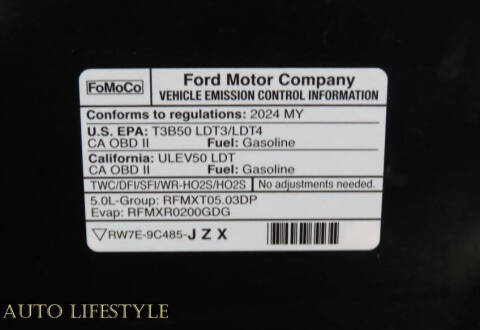 FoMoCo
Ford Motor Company
VEHICLE EMISSION CONTROL INFORMATION
Conforms to regulations: 2024 MY
U.S. EPA: T3B50 LDT3/LDT4
CA OBD II Fuel: Gasoline
California: ULEV50 LDT
CA OBD II Fuel: Gasoline
TWC/DFI/SFI/WR-HO2S/HO2S No adjustments needed.
5.0L-Group: RFMXT05.03DP
Evap: RFMXR0200GDG
RW7E-9C485-JZX
AUTO LIFESTYLE